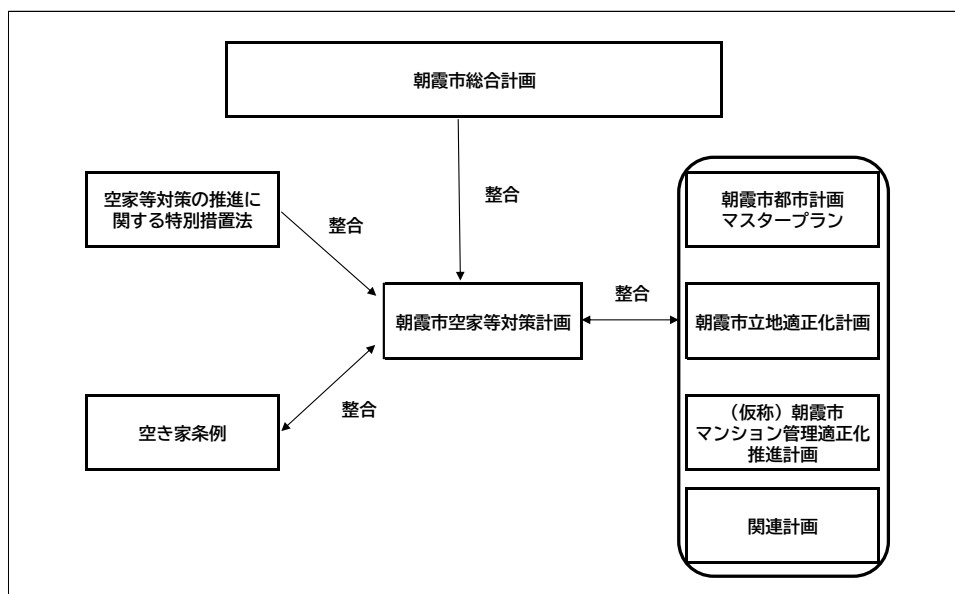 朝霞市総合計画
整合
空家等対策の推進に
関する特別措置法
整合
朝霞市空家等対策計画
整合
空き家条例
整合
朝霞市都市計画
マスタープラン
朝霞市立地適正化計画
（仮称）朝霞市
マンション管理適正化
推進計画
関連計画